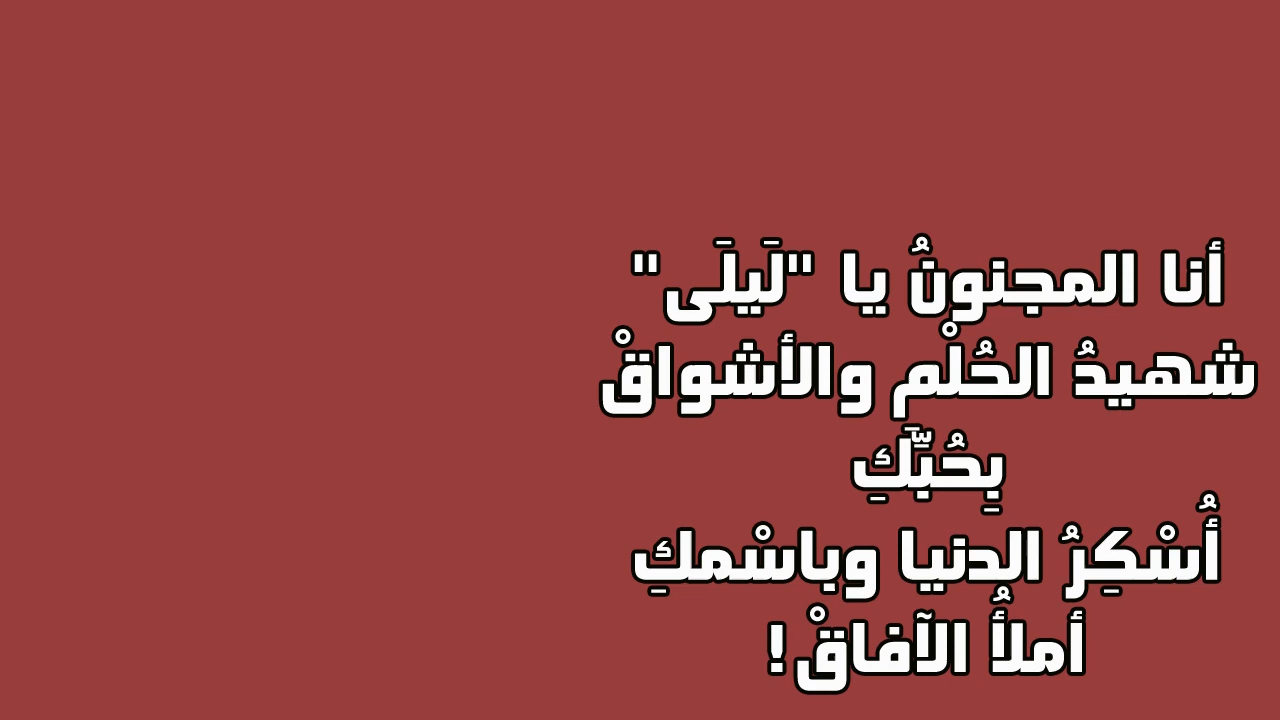 أنا المجنونُ يا "لَيلَى"
شهيدُ الحُلْم والأشواقْ
بِحُبِّكِ
أُسْكِرُ الدنيا وباسْمكِ
أملأُ الآفاقْ!